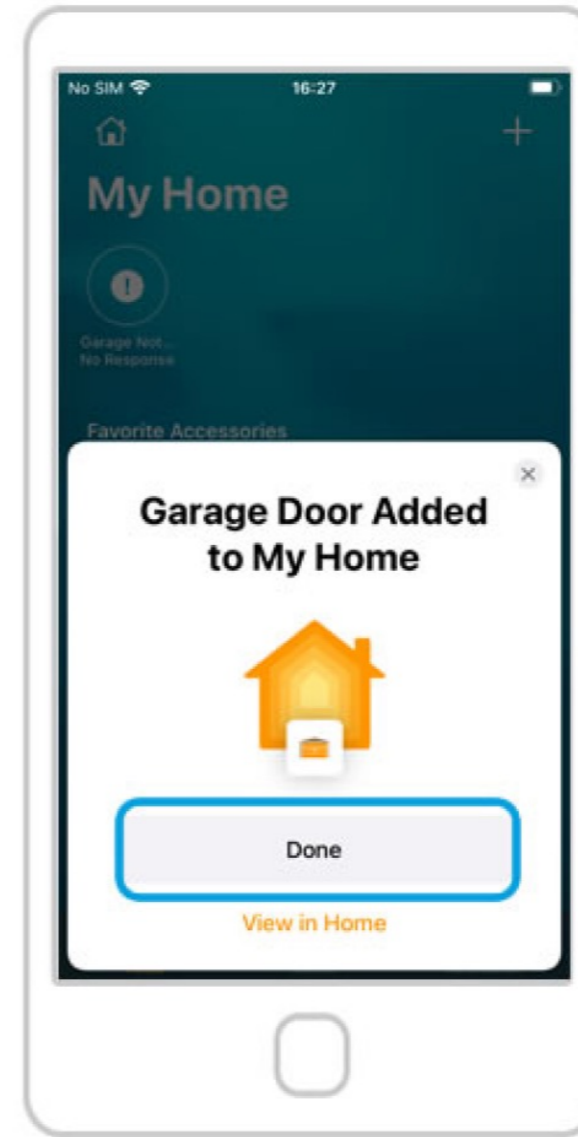 No SIM 16:27
My Home
Garage Not...
No Response
Favorite Accessories
Garage Door Added
to My Home
Done
View in Home